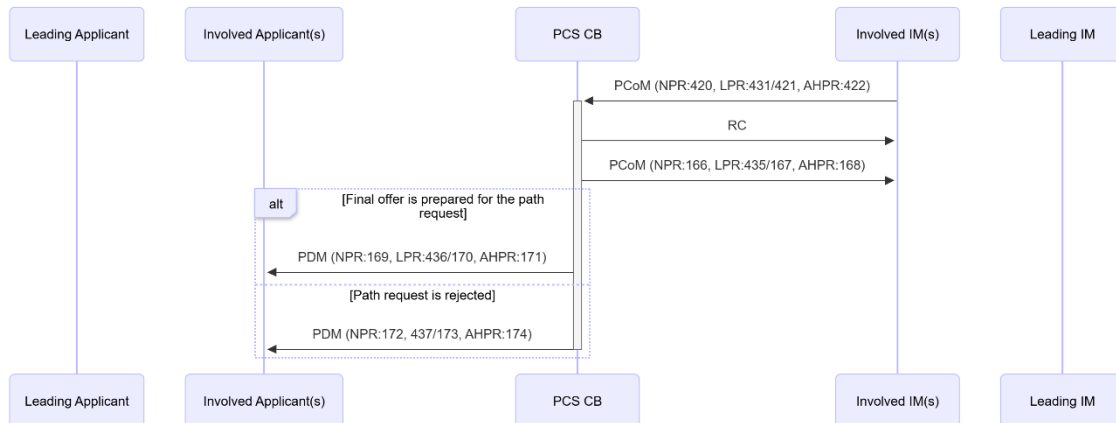 Leading Applicant
Involved Applicant(s)
PCS CB
Involved IM(s)
Leading IM
PCoM (NPR:420, LPR:431/421, AHPR:422)
RC
PCoM (NPR:166, LPR:435/167, AHPR:168)
alt
[Final offer is prepared for the path
request]
PDM (NPR:169, LPR:436/170, AHPR:171)
[Path request is rejected]
PDM (NPR:172, 437/173, AHPR:174)
Leading Applicant
Involved Applicant(s)
PCS CB
Involved IM(s)
Leading IM